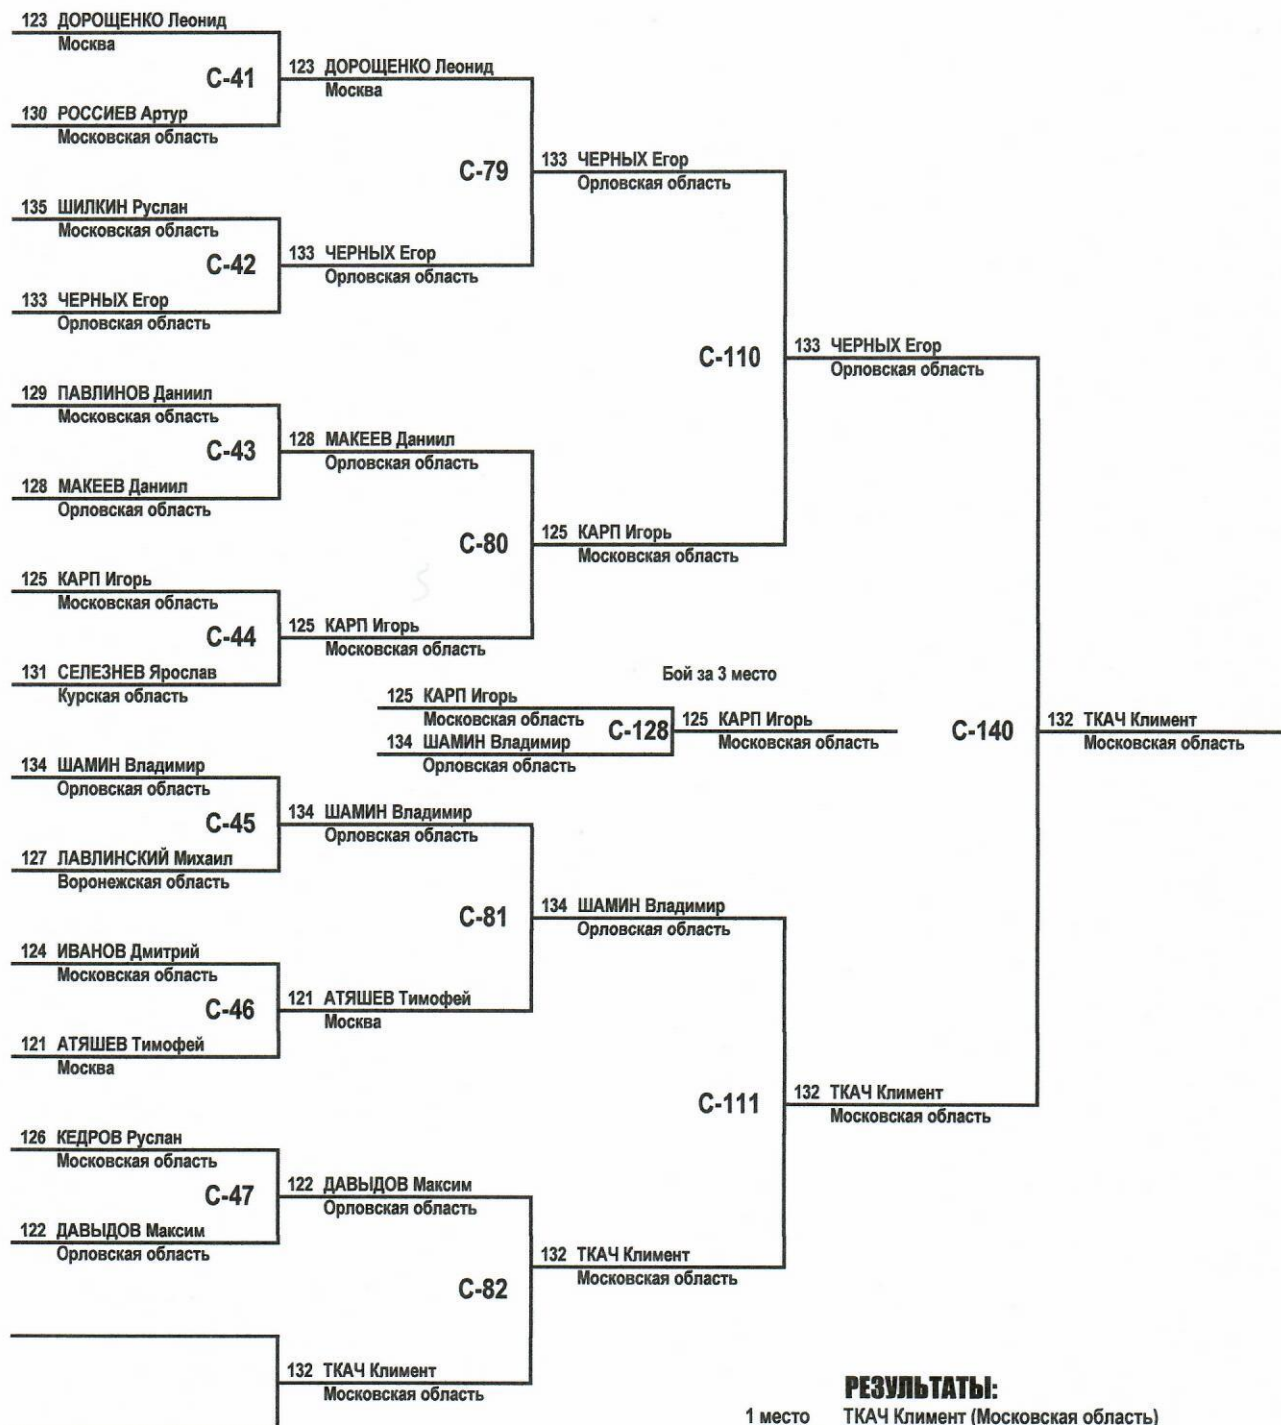 123 ДОРОЩЕНКО Леонид
Москва
С-41
123 ДОРОЩЕНКО Леонид
Москва
130 РОССИЕВ Артур
Московская область
С-79
133 ЧЕРНЫХ Егор
Орловская область
135 ШИЛКИН Руслан
Московская область
С-42
133 ЧЕРНЫХ Егор
Орловская область
133 ЧЕРНЫХ Егор
Орловская область
С-110
133 ЧЕРНЫХ Егор
Орловская область
129 ПАВЛИНОВ Даниил
Московская область
С-43
128 МАКЕЕВ Даниил
Орловская область
128 МАКЕЕВ Даниил
Орловская область
С-80
125 КАРП Игорь
Московская область
125 КАРП Игорь
Московская область
С-44
125 КАРП Игорь
Московская область
131 СЕЛЕЗНЕВ Ярослав
Курская область
Бой за 3 место
125 КАРП Игорь
Московская область
С-128
125 КАРП Игорь
Московская область
134 ШАМИН Владимир
Орловская область
С-140
132 ТКАЧ Климент
Московская область
134 ШАМИН Владимир
Орловская область
С-45
134 ШАМИН Владимир
Орловская область
127 ЛАВЛИНСКИЙ Михаил
Воронежская область
С-81
134 ШАМИН Владимир
Орловская область
124 ИВАНОВ Дмитрий
Московская область
С-46
121 АТЯШЕВ Тимофей
Москва
121 АТЯШЕВ Тимофей
Москва
С-111
132 ТКАЧ Климент
Московская область
126 КЕДРОВ Руслан
Московская область
С-47
122 ДАВЫДОВ Максим
Орловская область
122 ДАВЫДОВ Максим
Орловская область
С-82
132 ТКАЧ Климент
Московская область
132 ТКАЧ Климент
Московская область
РЕЗУЛЬТАТЫ:
1 место ТКАЧ Климент (Московская область)